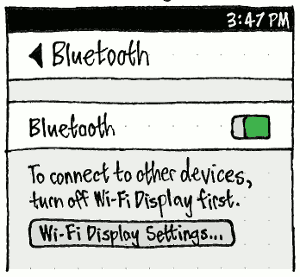 3:47 PM
Bluetooth
Bluetooth
To connect to other devices,
turn off Wi-Fi Display first.
Wi-Fi Display Settings...